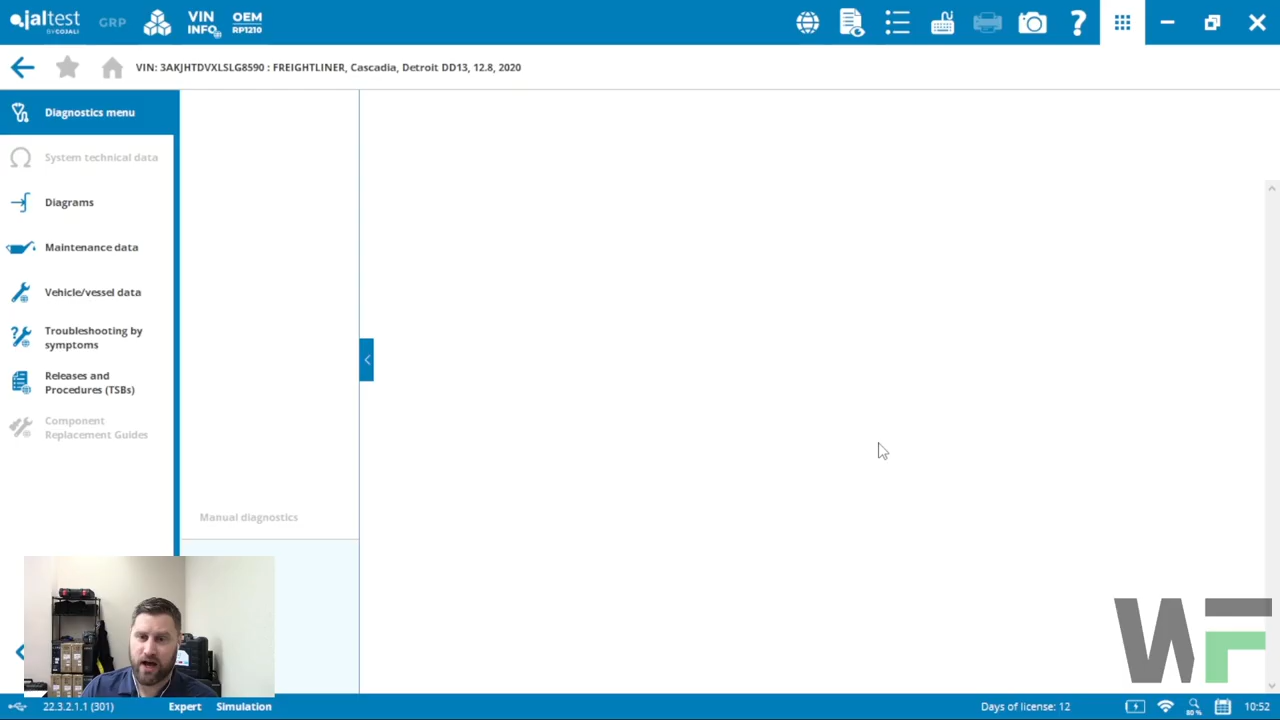 jaltest
BY COJALI
GRP
VIN
INFO
OEM
RP1210
VIN: 3AKJHTDVXLSLG8590 : FREIGHTLINER, Cascadia, Detroit DD13, 12.8, 2020
Diagnostics menu
System technical data
Diagrams
Maintenance data
Vehicle/vessel data
Troubleshooting by
symptoms
Releases and
Procedures (TSBs)
Component
Replacement Guides
Manual diagnostics
WF
22.3.2.1.1 (301)
Expert
Simulation
Days of license: 12
80 %
10:52